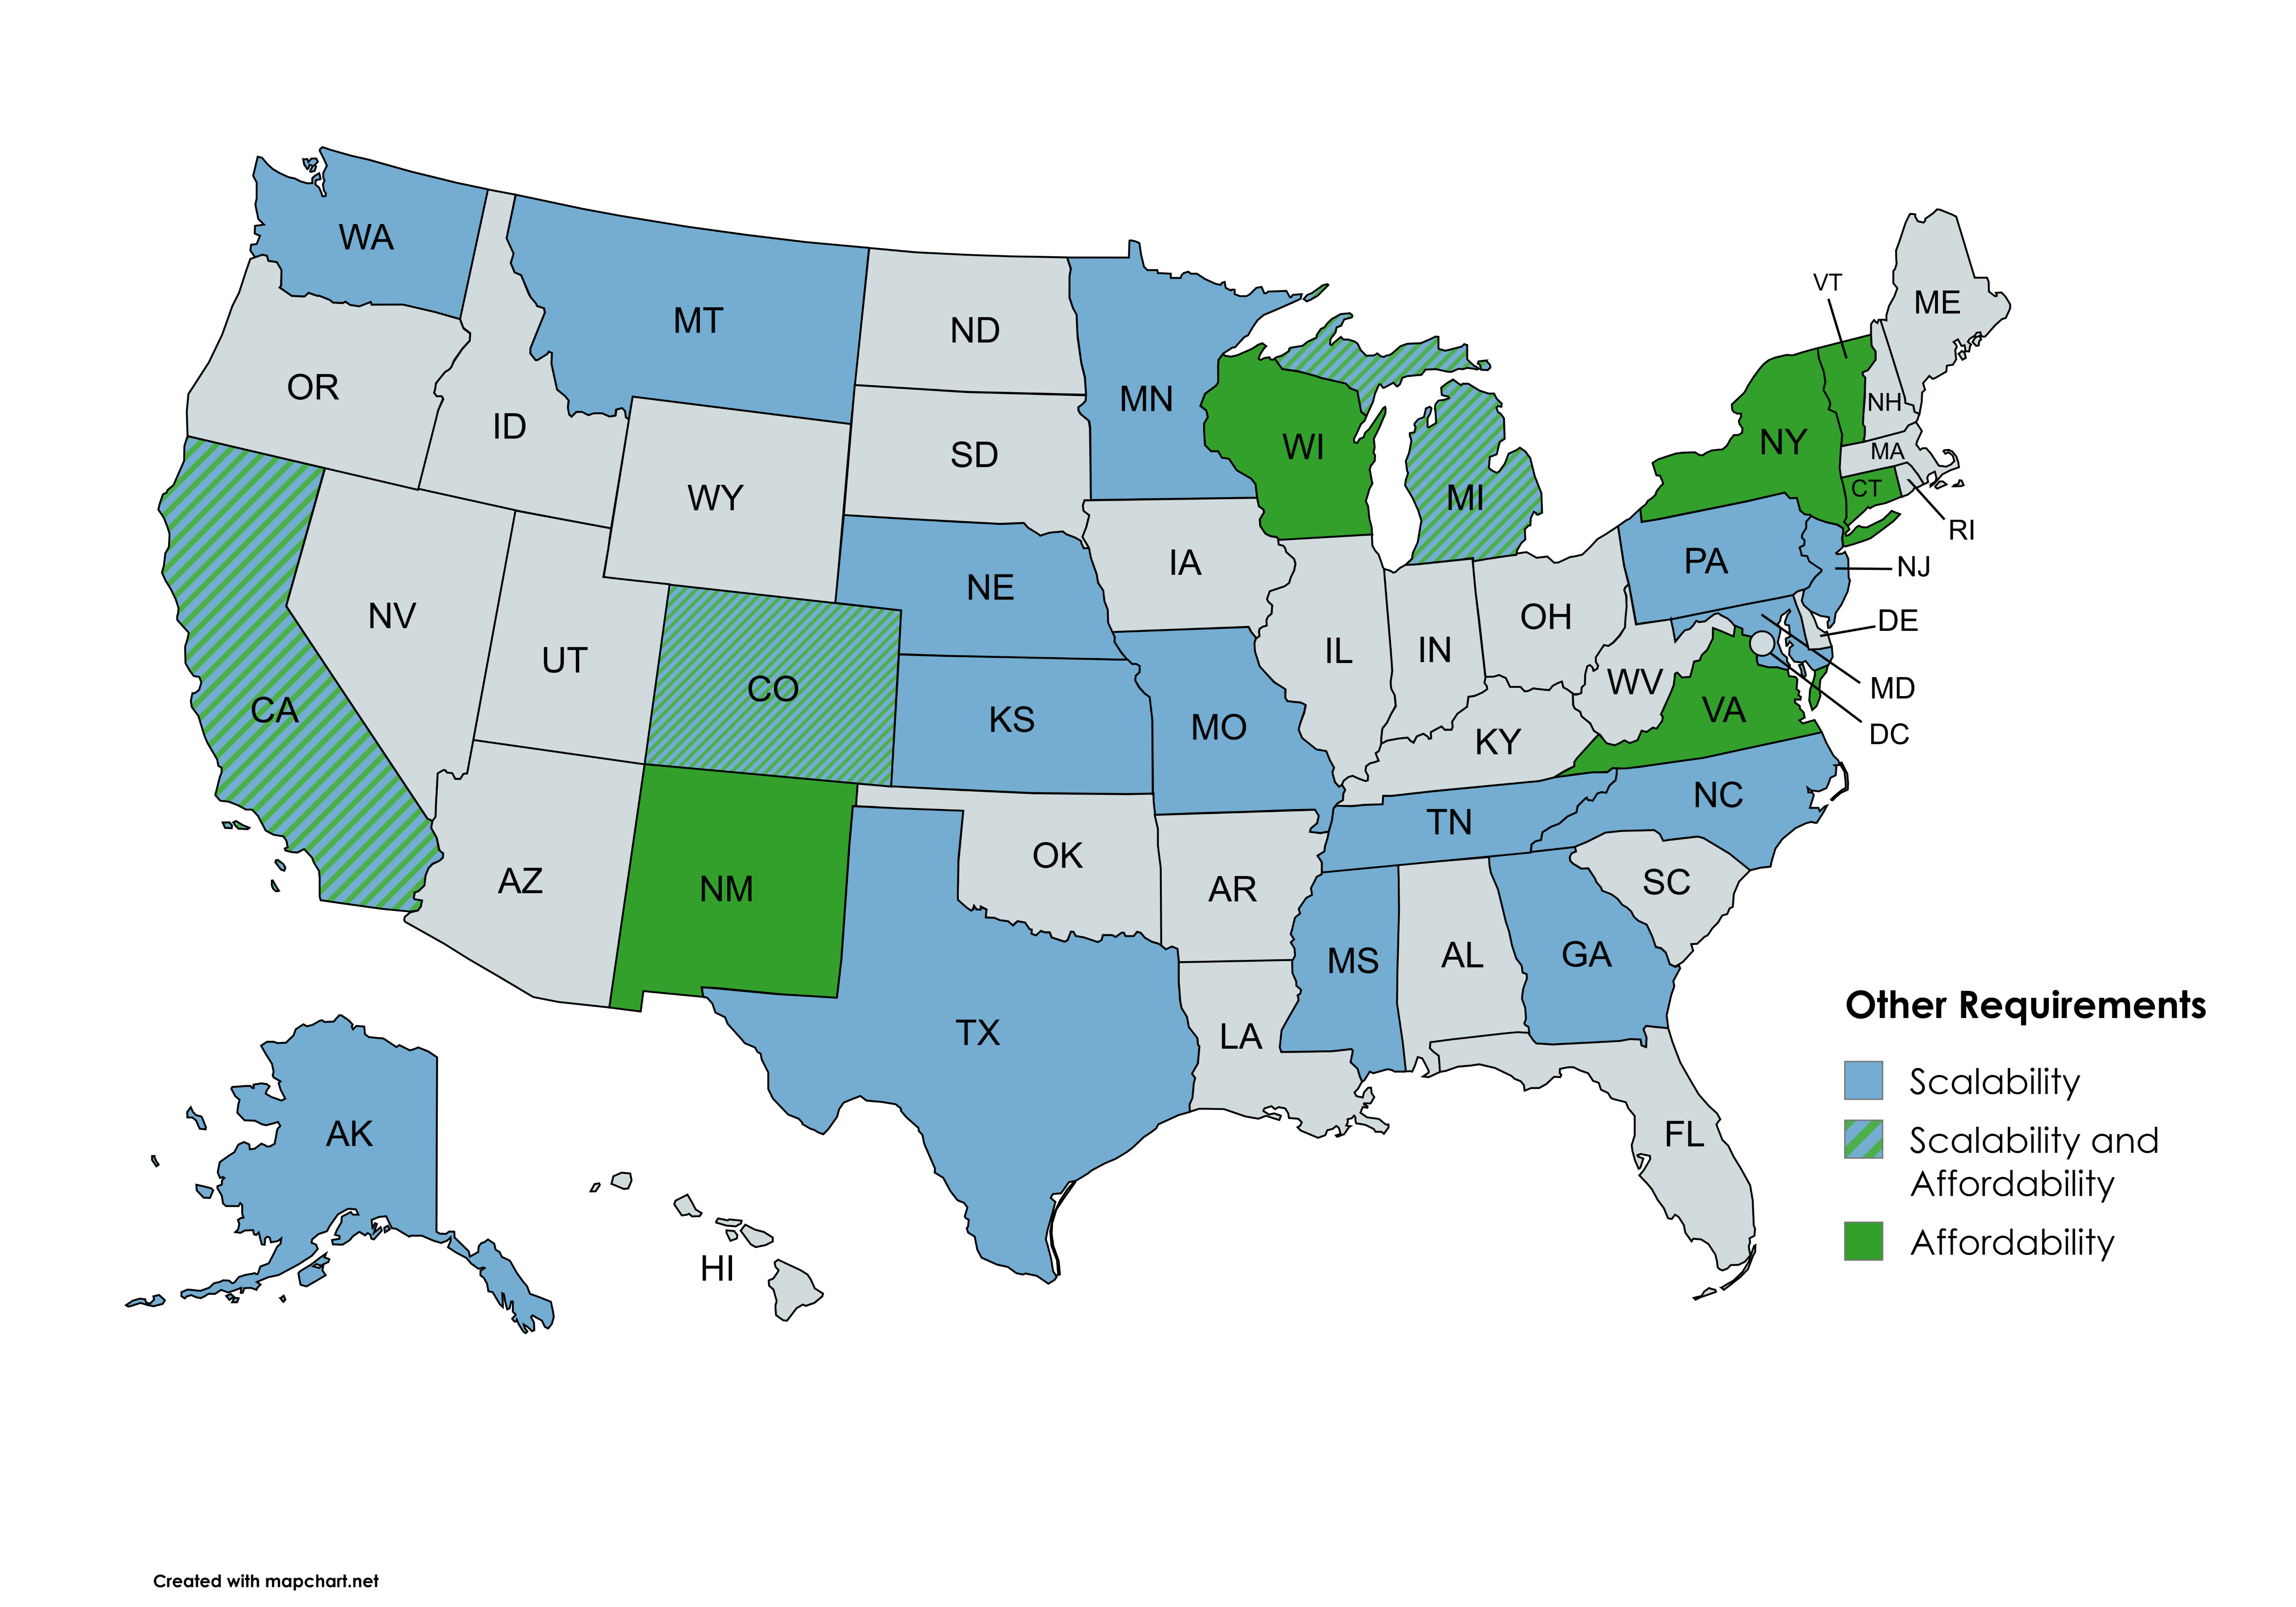 WA
MT
ND
MN
VT
ME
OR
ID
SD
WI
NH
NY
MA
WY
MI
CT
RI
NE
IA
PA
NJ
NV
OH
DE
UT
IL
IN
CO
WV
MD
CA
KS
MO
VA
DC
KY
NC
TN
OK
AZ
NM
AR
SC
MS
AL
GA
TX
LA
Other Requirements
Scalability
AK
FL
Scalability and
Affordability
Affordability
HI
Created with mapchart.net